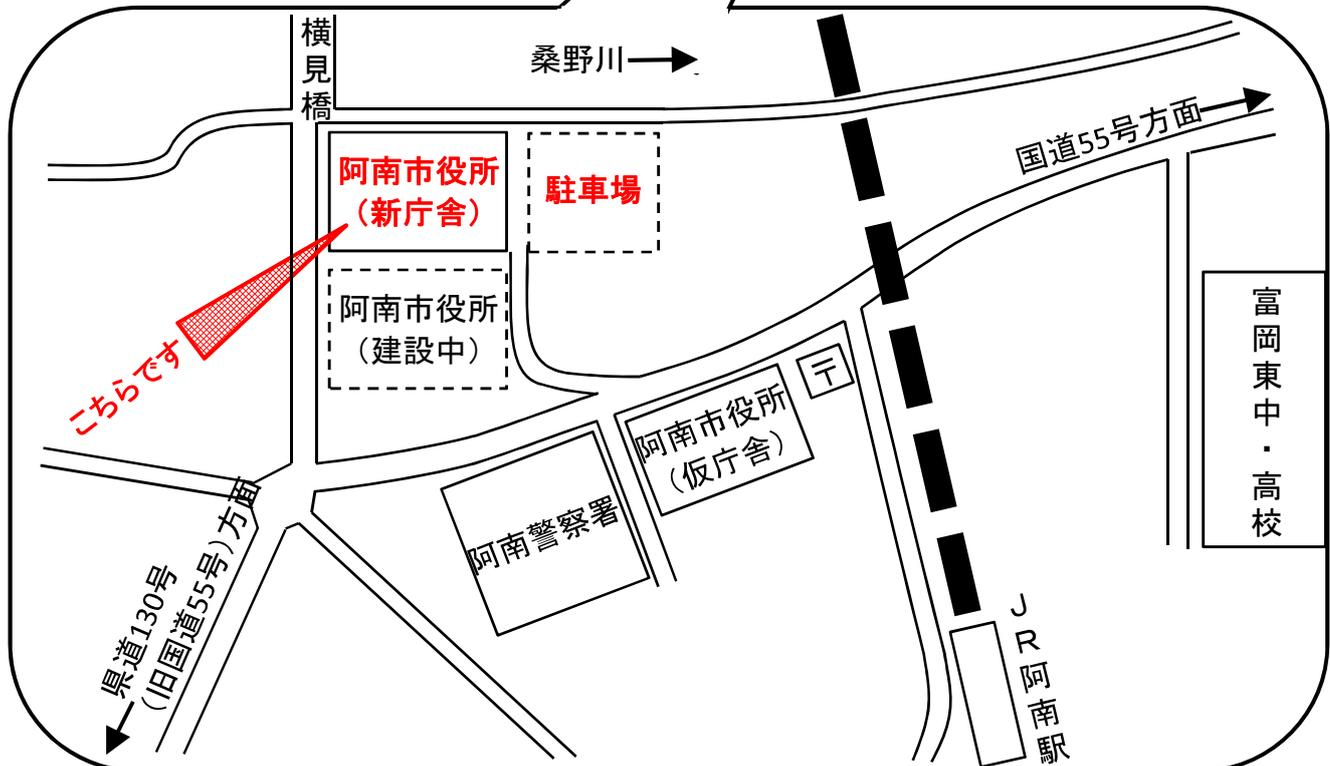 横見橋
桑野川
国道55号方面
阿南市役所
（新庁舎）
駐車場
阿南市役所
（建設中）
こちらです
〒
阿南市役所
（仮庁舎）
阿南警察署
富岡東中・高校
県道130号
（旧国道55号）方面
ＪＲ阿南駅